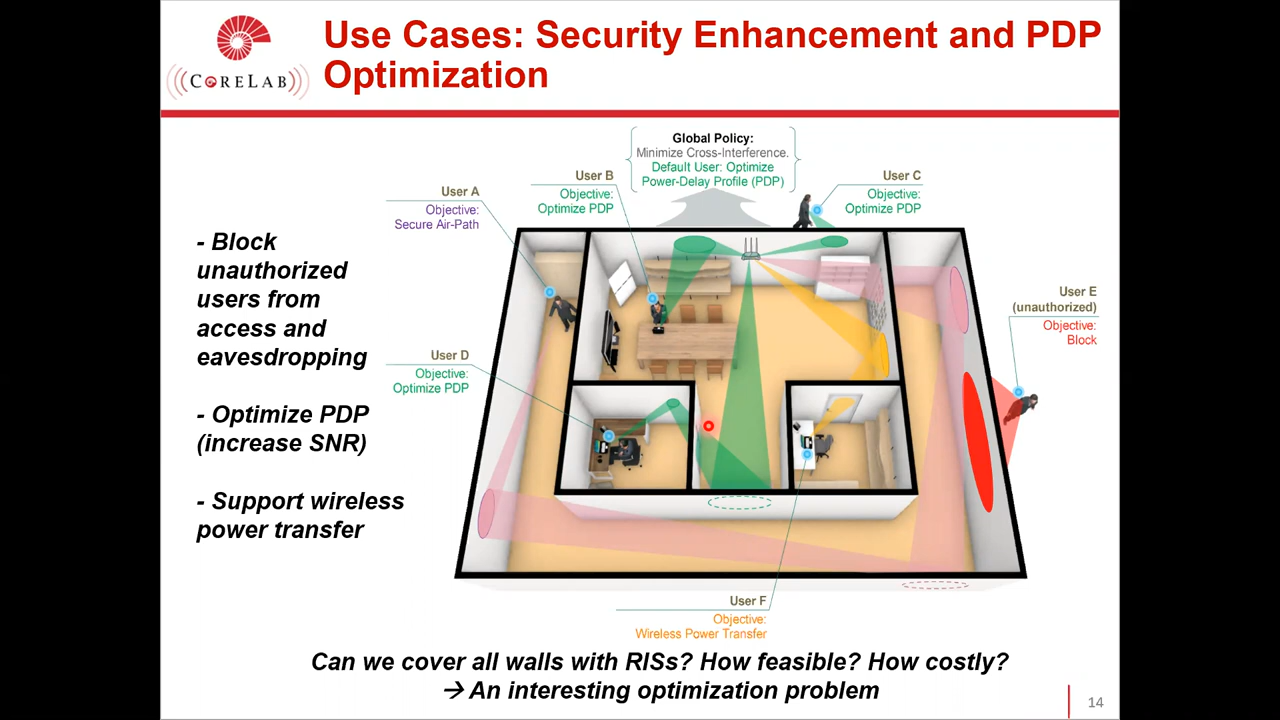 Use Cases: Security Enhancement and PDP
Optimization
((CORELAB))
Global Policy:
Minimize Cross-Interference.
Default User: Optimize
Power-Delay Profile (PDP)
User A
Objective:
Secure Air-Path
User B
Objective:
Optimize PDP
User C
Objective:
Optimize PDP
- Block
unauthorized
users from
access and
eavesdropping
- Optimize PDP
(increase SNR)
- Support wireless
power transfer
User D
Objective:
Optimize PDP
User E
(unauthorized)
Objective:
Block
User F
Objective:
Wireless Power Transfer
Can we cover all walls with RISs? How feasible? How costly?
→ An interesting optimization problem
14